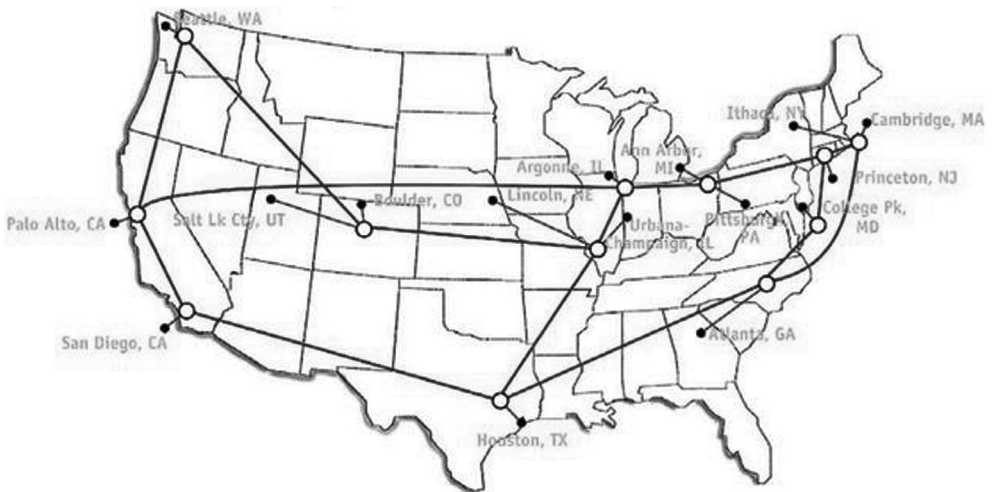 Seattle, WA
Ithaca, NY
Cambridge, MA
Ann Arbor,
MI
Argonne, IL
Princeton, NJ
Boulder, CO
Lincoln, NE
Palo Alto, CA
Salt Lk Cty, UT
Pittsburgh,
PA
College Pk,
MD
Urbana-
Champaign, IL
San Diego, CA
Atlanta, GA
Houston, TX